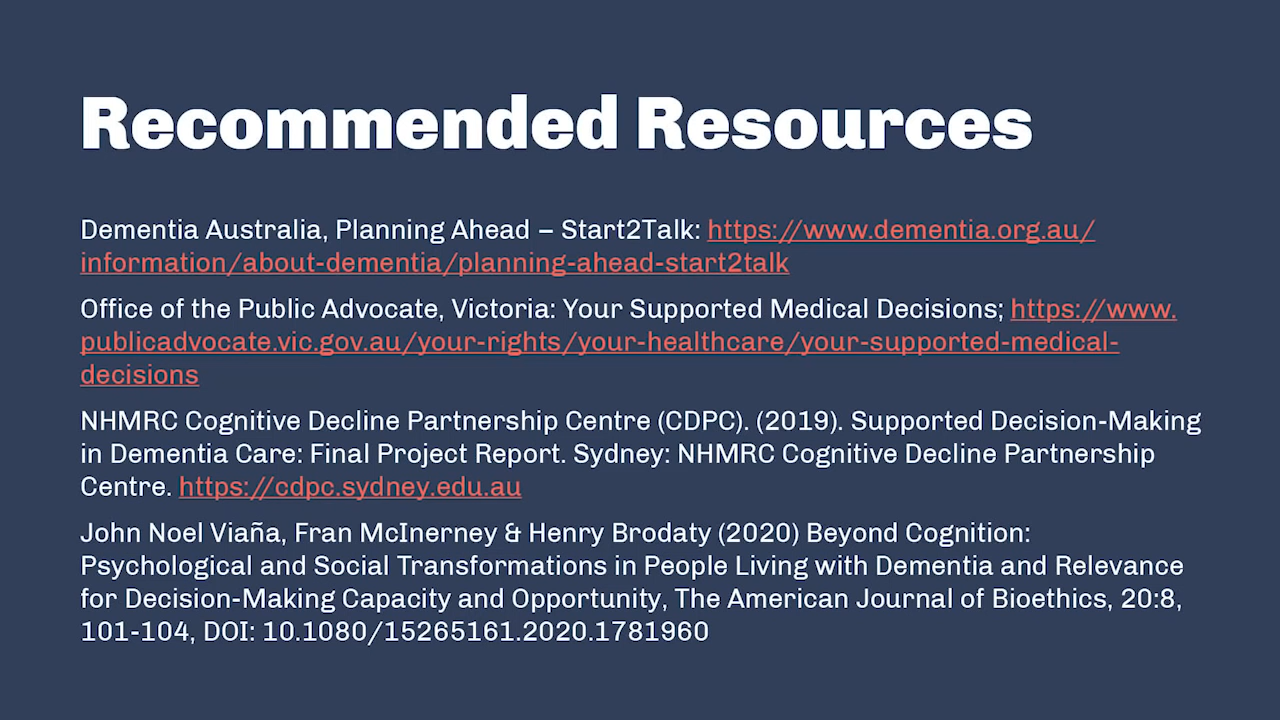 Recommended Resources
Dementia Australia, Planning Ahead – Start2Talk: https://www.dementia.org.au/
information/about-dementia/planning-ahead-start2talk
Office of the Public Advocate, Victoria: Your Supported Medical Decisions; https://www.
publicadvocate.vic.gov.au/your-rights/your-healthcare/your-supported-medical-
decisions
NHMRC Cognitive Decline Partnership Centre (CDPC). (2019). Supported Decision-Making
in Dementia Care: Final Project Report. Sydney: NHMRC Cognitive Decline Partnership
Centre. https://cdpc.sydney.edu.au
John Noel Viaña, Fran McInerney & Henry Brodaty (2020) Beyond Cognition:
Psychological and Social Transformations in People Living with Dementia and Relevance
for Decision-Making Capacity and Opportunity, The American Journal of Bioethics, 20:8,
101-104, DOI: 10.1080/15265161.2020.1781960